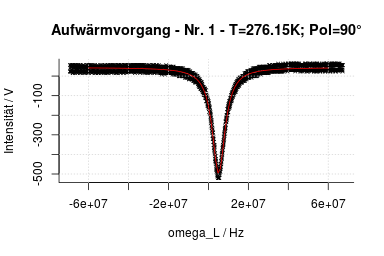 Aufwärmvorgang - Nr. 1 - T=276.15K; Pol=90°
Intensität / V
-100
-300
-500
-6e+07 -2e+07 2e+07 6e+07
omega_L / Hz